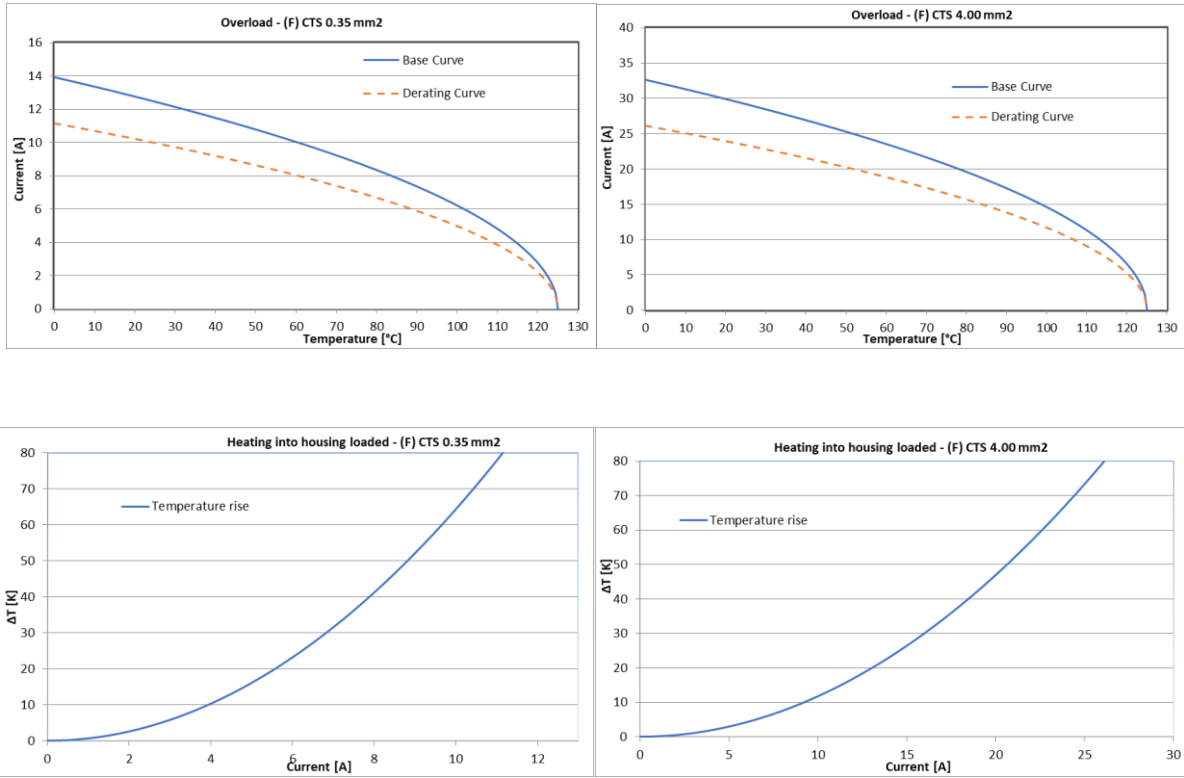 Overload - (F) CTS 0.35 mm2
16
14
12
10
8
6
4
2
0
Current [A]
Base Curve
Derating Curve
0 10 20 30 40 50 60 70 80 90 100 110 120 130
Temperature [°C]
Overload - (F) CTS 4.00 mm2
40
35
30
25
20
15
10
5
0
Current [A]
Base Curve
Derating Curve
0 10 20 30 40 50 60 70 80 90 100 110 120 130
Temperature [°C]
Heating into housing loaded - (F) CTS 0.35 mm2
80
70
60
50
40
30
20
10
0
ΔT [K]
Temperature rise
0 2 4 6 8 10 12
Current [A]
Heating into housing loaded - (F) CTS 4.00 mm2
80
70
60
50
40
30
20
10
0
ΔT [K]
Temperature rise
0 5 10 15 20 25 30
Current [A]